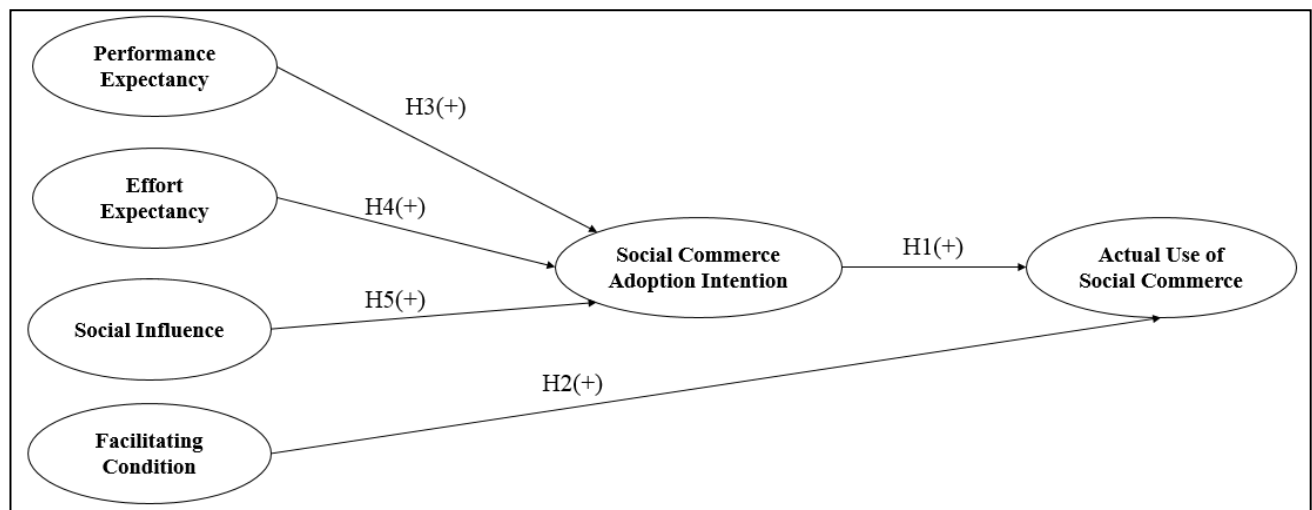 Performance
Expectancy
H3(+)
Effort
Expectancy
H4(+)
Social Commerce
Adoption Intention
H1(+)
Actual Use of
Social Commerce
Social Influence
H5(+)
H2(+)
Facilitating
Condition